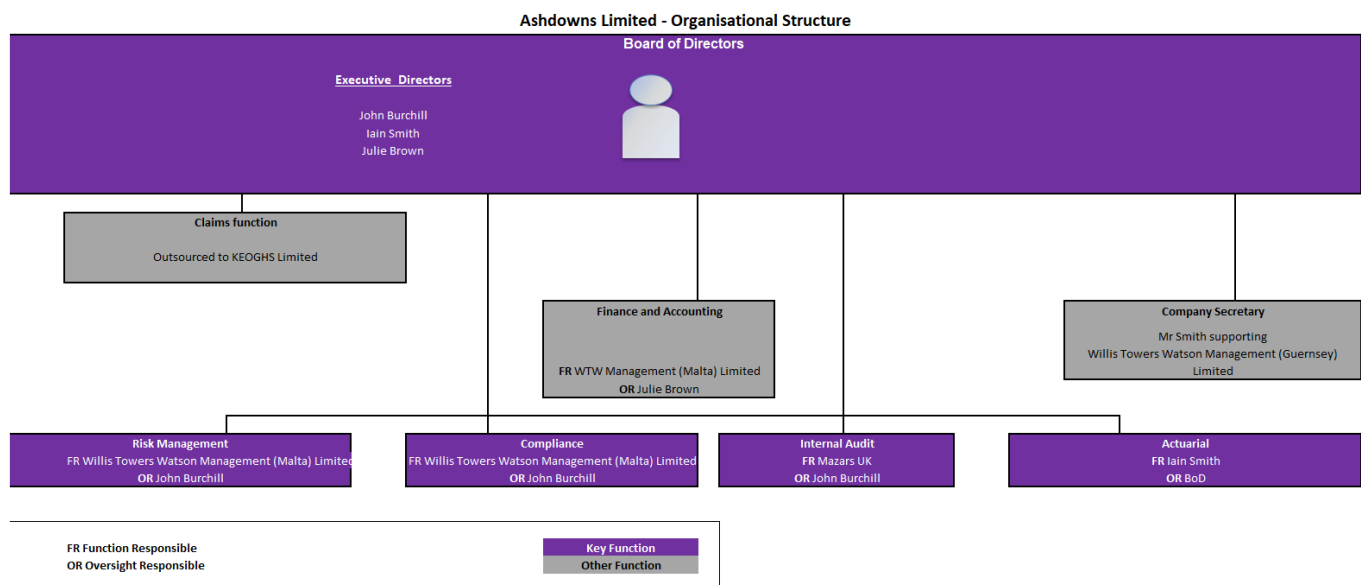 Ashdowns Limited - Organisational Structure
Board of Directors
Executive Directors
John Burchill
Iain Smith
Julie Brown
Claims function
Outsourced to KEOGHS Limited
Finance and Accounting
FR WTW Management (Malta) Limited
OR Julie Brown
Company Secretary
Mr Smith supporting
Willis Towers Watson Management (Guernsey)
Limited
Risk Management
FR Willis Towers Watson Management (Malta) Limited
OR John Burchill
Compliance
FR Willis Towers Watson Management (Malta) Limited
OR John Burchill
Internal Audit
FR Mazars UK
OR John Burchill
Actuarial
FR Iain Smith
OR BoD
FR Function Responsible
OR Oversight Responsible
Key Function
Other Function